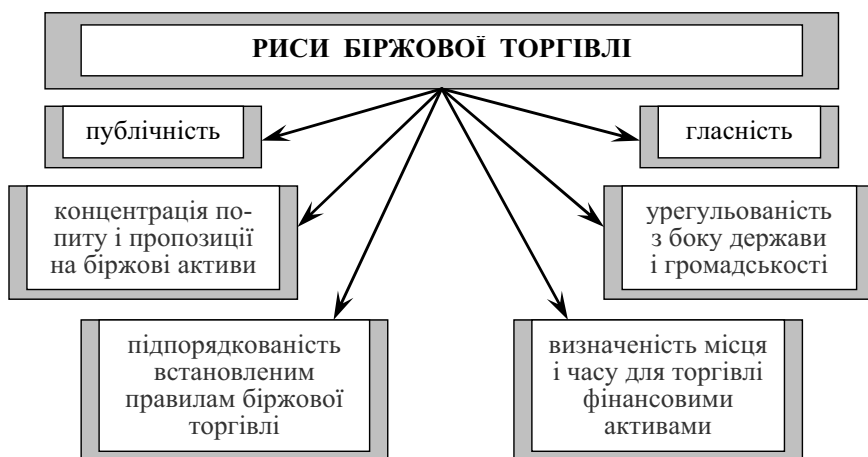 РИСИ БІРЖОВОЇ ТОРГІВЛІ
публічність
гласність
концентрація по-
питу і пропозиції
на біржові активи
урегульованість
з боку держави
і громадськості
підпорядкованість
встановленим
правилам біржової
торгівлі
визначеність місця
і часу для торгівлі
фінансовими
активами